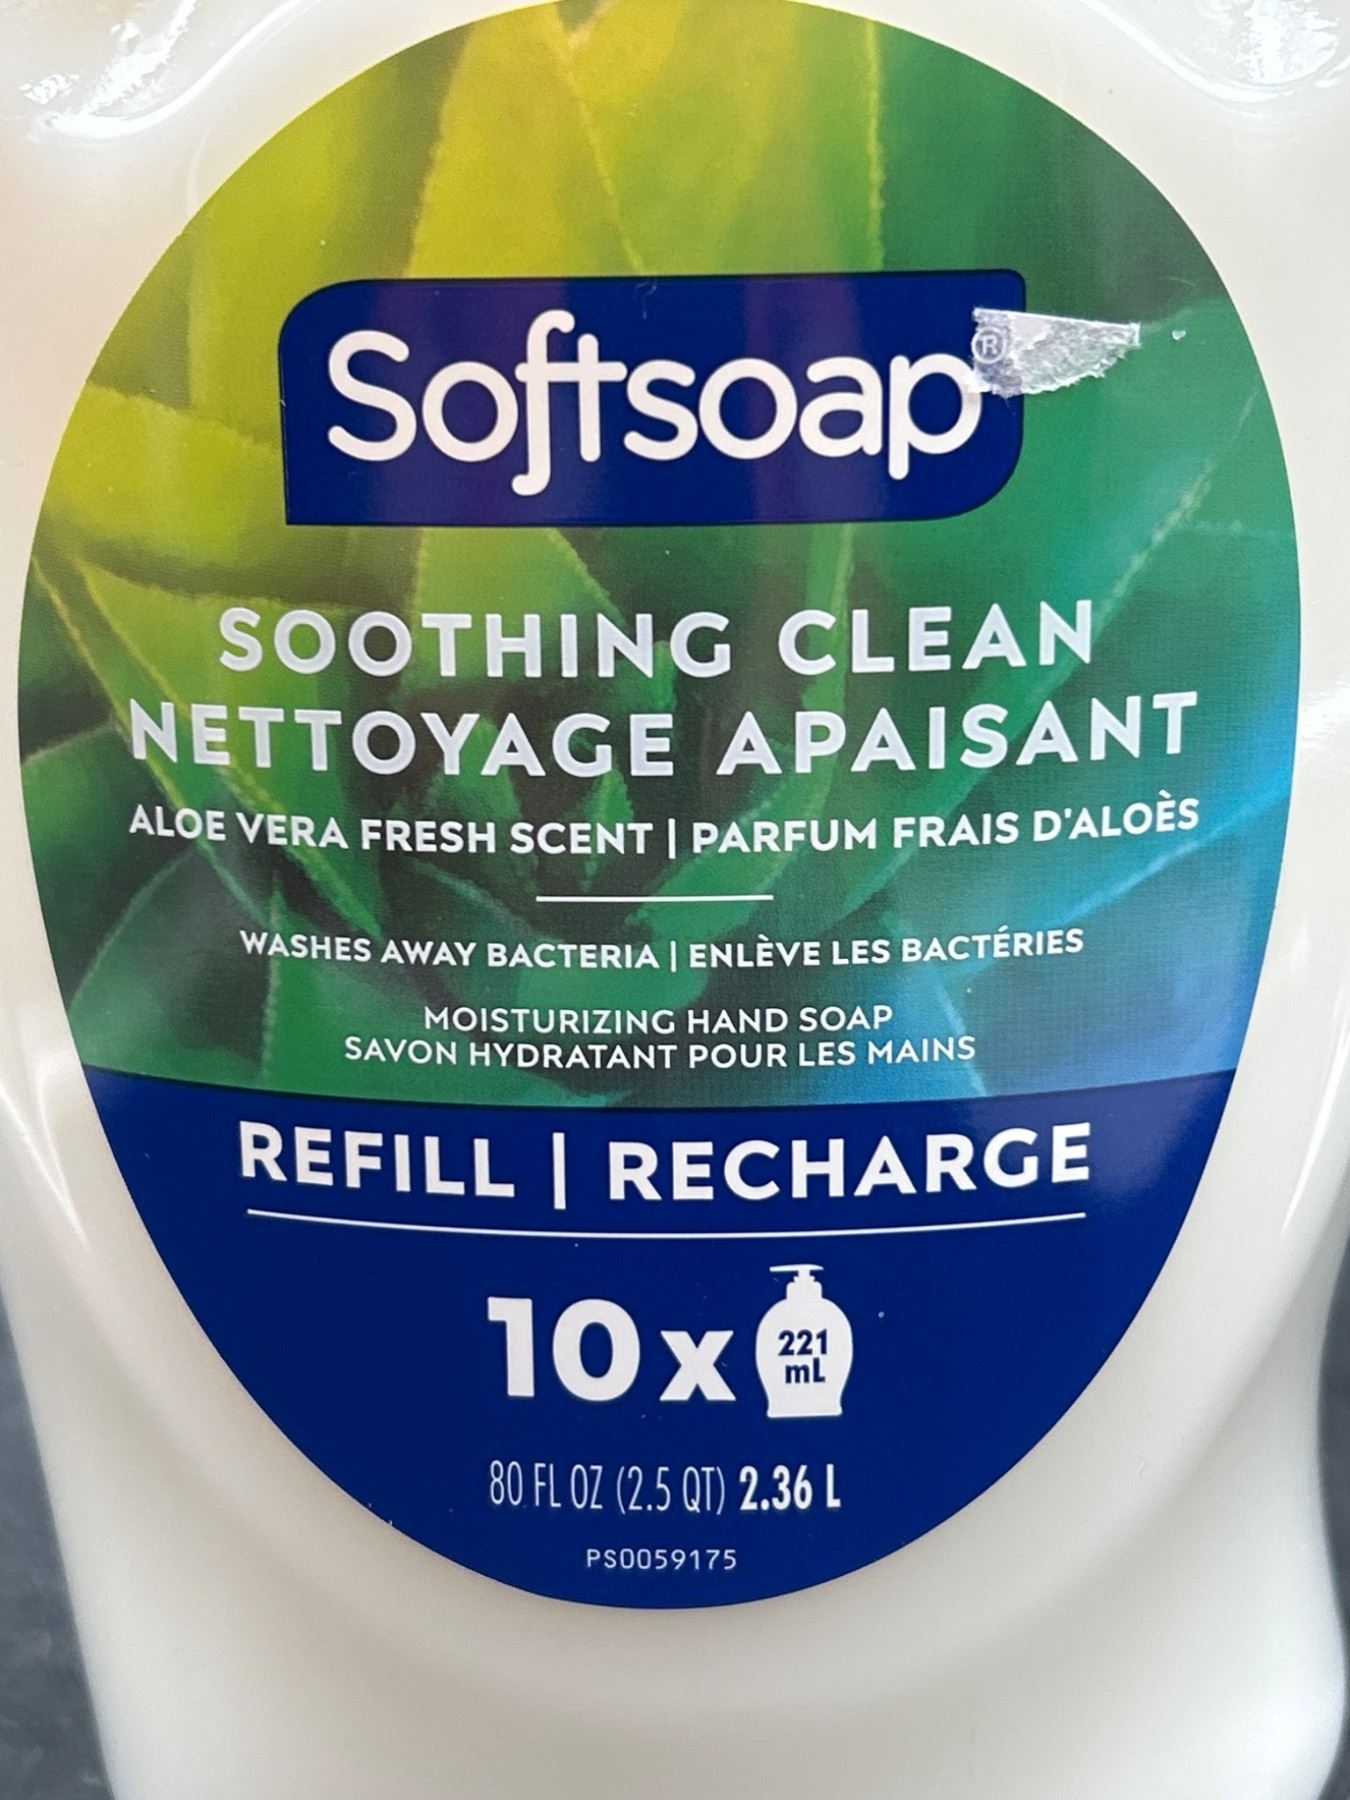 Softsoap®
SOOTHING CLEAN
NETTOYAGE APAISANT
ALOE VERA FRESH SCENT | PARFUM FRAIS D'ALOÈS
WASHES AWAY BACTERIA | ENLÈVE LES BACTÉRIES
MOISTURIZING HAND SOAP
SAVON HYDRATANT POUR LES MAINS
REFILL | RECHARGE
10x 221
mL
80 FL OZ (2.5 QT) 2.36 L
PS0059175